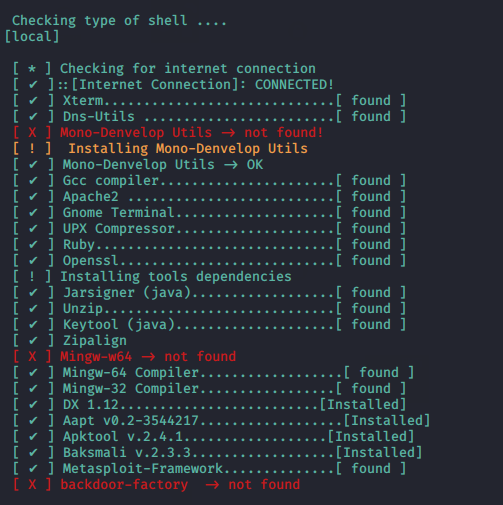 Checking type of shell ....
[local]
[ * ] Checking for internet connection
[ ✔ ]::[Internet Connection]: CONNECTED!
[ ✔ ] Xterm.............................[ found ]
[ ✔ ] Dns-Utils ........................[ found ]
[ X ] Mono-Denvelop Utils -> not found!
[ ! ]  Installing Mono-Denvelop Utils
[ ✔ ] Mono-Denvelop Utils -> OK
[ ✔ ] Gcc compiler......................[ found ]
[ ✔ ] Apache2 ..........................[ found ]
[ ✔ ] Gnome Terminal....................[ found ]
[ ✔ ] UPX Compressor....................[ found ]
[ ✔ ] Ruby..............................[ found ]
[ ✔ ] Openssl...........................[ found ]
[ ! ] Installing tools dependencies
[ ✔ ] Jarsigner (java)..................[ found ]
[ ✔ ] Unzip.............................[ found ]
[ ✔ ] Keytool (java)....................[ found ]
[ ✔ ] Zipalign
[ X ] Mingw-w64 -> not found
[ ✔ ] Mingw-64 Compiler..................[ found ]
[ ✔ ] Mingw-32 Compiler.................[ found ]
[ ✔ ] DX 1.12.........................[Installed]
[ ✔ ] Aapt v0.2-3544217..................[Installed]
[ ✔ ] Apktool v.2.4.1..................[Installed]
[ ✔ ] Baksmali v.2.3.3..................[Installed]
[ ✔ ] Metasploit-Framework..............[ found ]
[ X ] backdoor-factory  -> not found